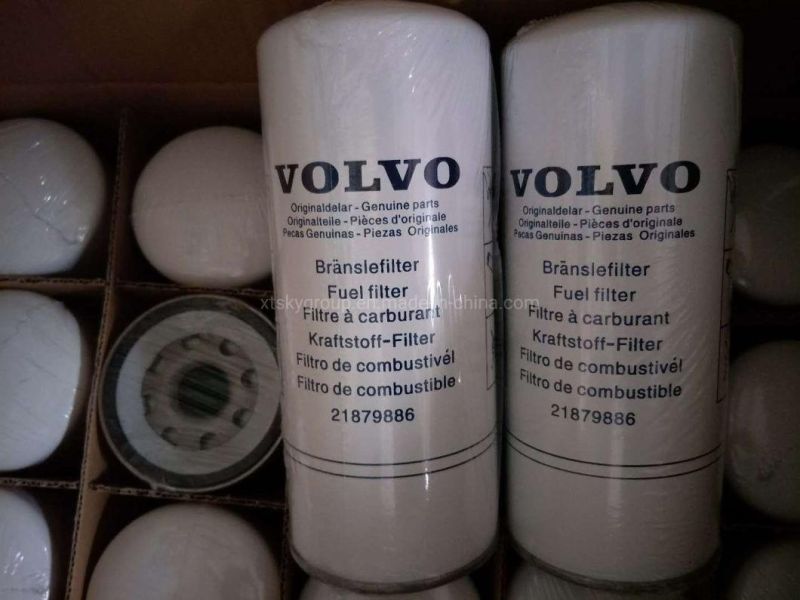 VOLVO
Originaldelar - Genuine parts
Originalteile - Pièces d'originale
Pecas Genuinas - Piezas Originales
Bränslefilter
Fuel filter
Filtre à carburant
Kraftstoff-Filter
Filtro de combustivél
Filtro de combustible
21879886
VOLVO
Originaldelar - Genuine parts
Originalteile - Pièces d'originale
Pecas Genuinas - Piezas Originales
Bränslefilter
Fuel filter
Filtre à carburant
Kraftstoff-Filter
Filtro de combustivél
Filtro de combustible
21879886
xtskygroup.en.made-in-china.com